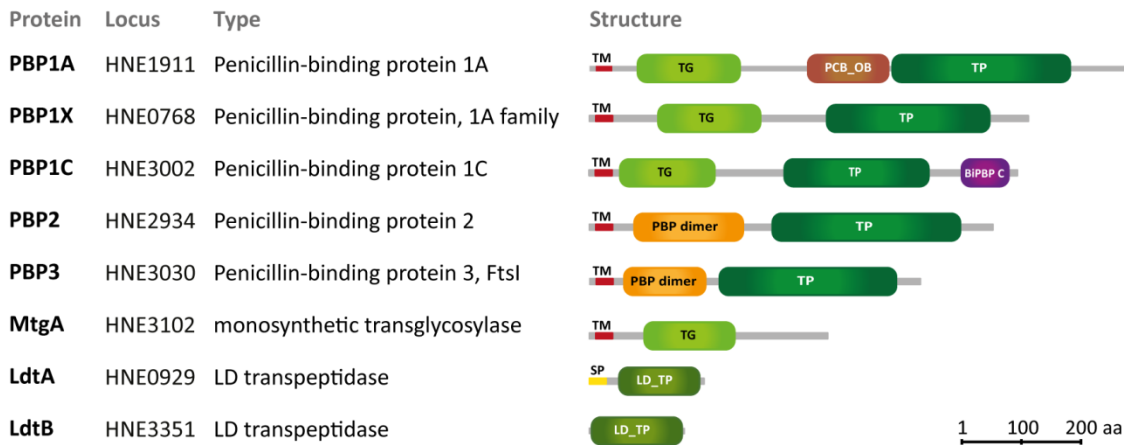 Protein Locus Type Structure
PBP1A HNE1911 Penicillin-binding protein 1A TM TG PCB_OB TP
PBP1X HNE0768 Penicillin-binding protein, 1A family TM TG TP
PBP1C HNE3002 Penicillin-binding protein 1C TM TG TP BiPBP C
PBP2 HNE2934 Penicillin-binding protein 2 TM PBP dimer TP
PBP3 HNE3030 Penicillin-binding protein 3, FtsI TM PBP dimer TP
MtgA HNE3102 monosynthetic transglycosylase TM TG
LdtA HNE0929 LD transpeptidase SP LD_TP
LdtB HNE3351 LD transpeptidase LD_TP
1 100 200 aa